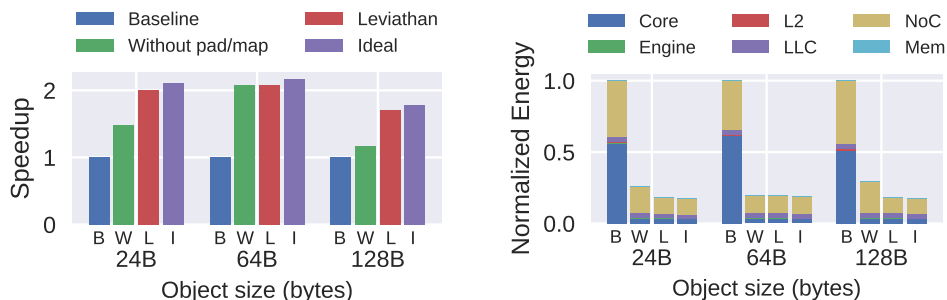 Baseline Leviathan
Without pad/map Ideal
Speedup
2
1
0
B W L I B W L I B W L I
24B 64B 128B
Object size (bytes)
Core L2 NoC
Engine LLC Mem
Normalized Energy
1.0
0.5
0.0
B W L I B W L I B W L I
24B 64B 128B
Object size (bytes)